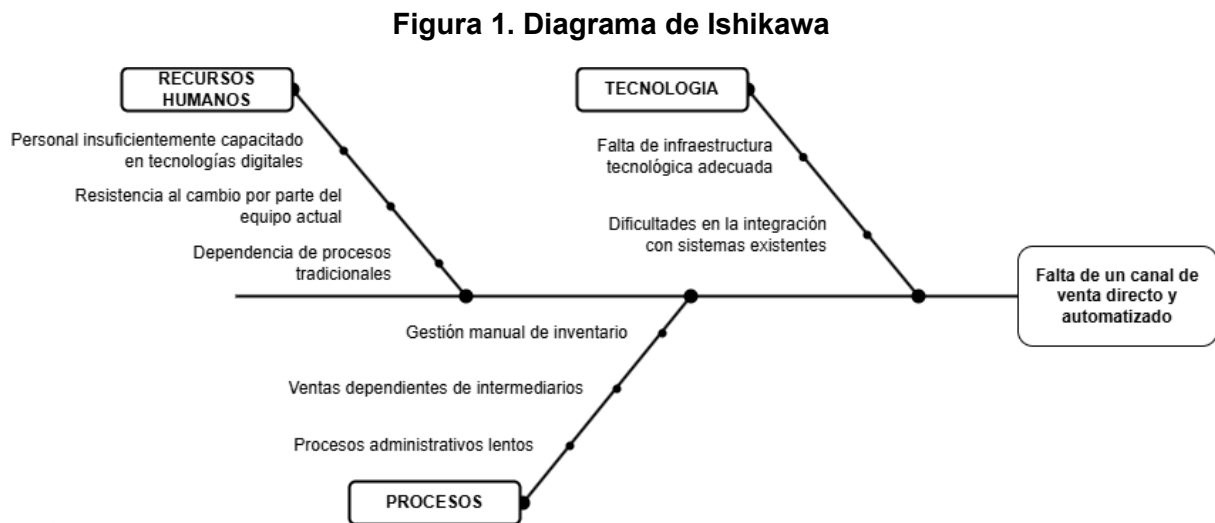 Figura 1. Diagrama de Ishikawa
RECURSOS
HUMANOS
Personal insuficientemente capacitado
en tecnologías digitales
Resistencia al cambio por parte del
equipo actual
Dependencia de procesos
tradicionales
TECNOLOGIA
Falta de infraestructura
tecnológica adecuada
Dificultades en la integración
con sistemas existentes
Falta de un canal de
venta directo y
automatizado
Gestión manual de inventario
Ventas dependientes de intermediarios
Procesos administrativos lentos
PROCESOS